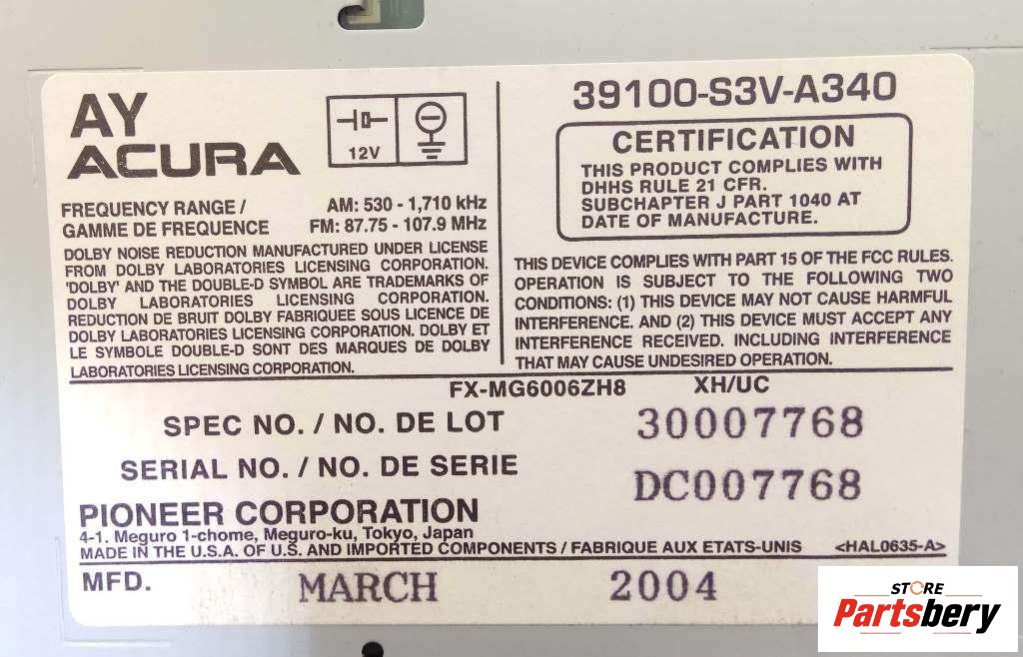 AY
ACURA
12V
FREQUENCY RANGE / AM: 530 - 1,710 kHz
GAMME DE FREQUENCE FM: 87.75 - 107.9 MHz
DOLBY NOISE REDUCTION MANUFACTURED UNDER LICENSE
FROM DOLBY LABORATORIES LICENSING CORPORATION.
'DOLBY' AND THE DOUBLE-D SYMBOL ARE TRADEMARKS OF
DOLBY LABORATORIES LICENSING CORPORATION.
REDUCTION DE BRUIT DOLBY FABRIQUEE SOUS LICENCE DE
DOLBY LABORATORIES LICENSING CORPORATION. DOLBY ET
LE SYMBOLE DOUBLE-D SONT DES MARQUES DE DOLBY
LABORATORIES LICENSING CORPORATION.
39100-S3V-A340
CERTIFICATION
THIS PRODUCT COMPLIES WITH
DHHS RULE 21 CFR.
SUBCHAPTER J PART 1040 AT
DATE OF MANUFACTURE.
THIS DEVICE COMPLIES WITH PART 15 OF THE FCC RULES.
OPERATION IS SUBJECT TO THE FOLLOWING TWO
CONDITIONS: (1) THIS DEVICE MAY NOT CAUSE HARMFUL
INTERFERENCE. AND (2) THIS DEVICE MUST ACCEPT ANY
INTERFERENCE RECEIVED. INCLUDING INTERFERENCE
THAT MAY CAUSE UNDESIRED OPERATION.
FX-MG6006ZH8 XH/UC
SPEC NO. / NO. DE LOT 30007768
SERIAL NO. / NO. DE SERIE DC007768
PIONEER CORPORATION
4-1. Meguro 1-chome, Meguro-ku, Tokyo, Japan
MADE IN THE U.S.A. OF U.S. AND IMPORTED COMPONENTS / FABRIQUE AUX ETATS-UNIS <HAL0635-A>
MFD. MARCH 2004
STORE
Partsbery